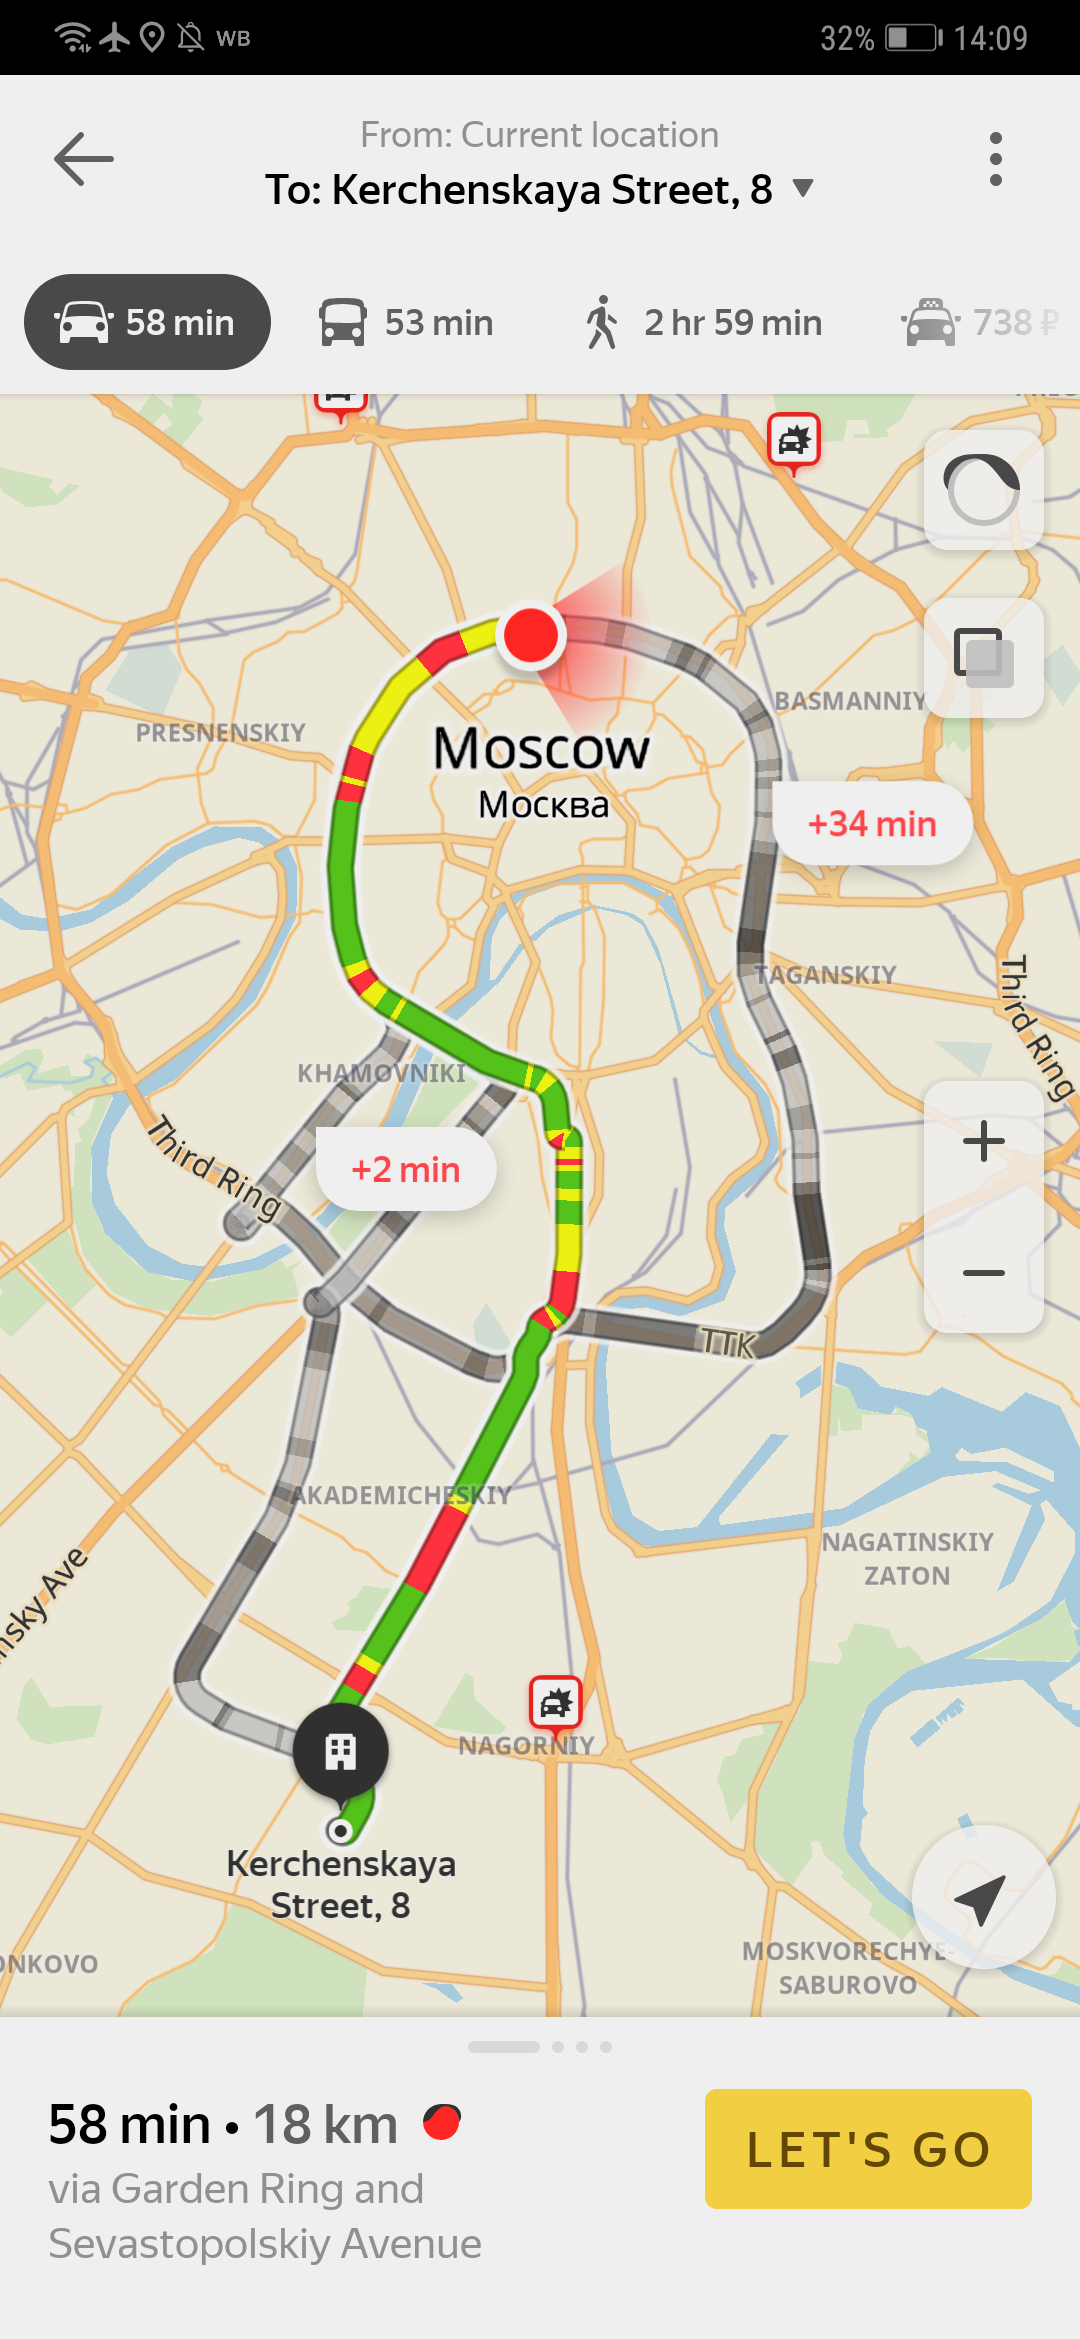 WB
32%
14:09
From: Current location
To: Kerchenskaya Street, 8
58 min
53 min
2 hr 59 min
738 ₽
BASMANNIY
PRESNENSKIY
Moscow
Москва
+34 min
TAGANSKIY
Third Ring
KHAMOVNIKI
Third Ring
+2 min
TTK
AKADEMICHESKIY
NAGATINSKIY
ZATON
nsky Ave
NAGORNIY
Kerchenskaya
Street, 8
ONKOVO
MOSKVORECHYE-
SABUROVO
58 min • 18 km
LET'S GO
via Garden Ring and
Sevastopolskiy Avenue